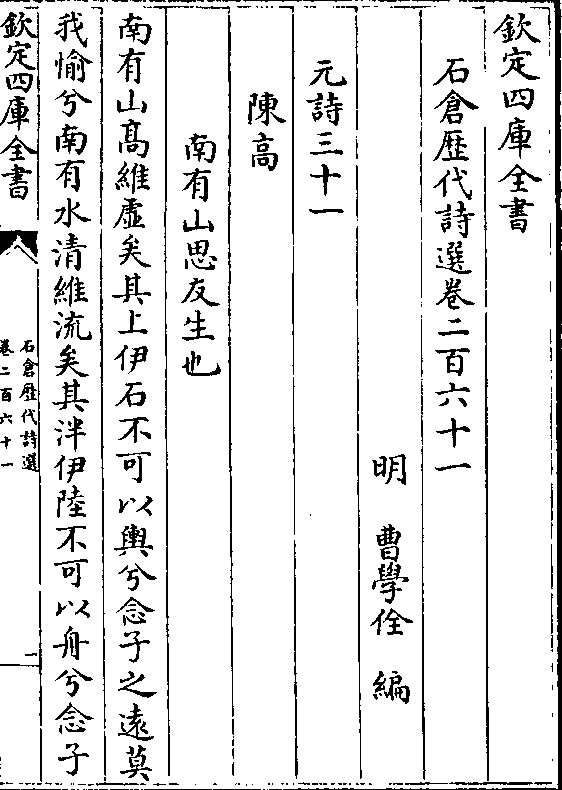 欽定四庫全書
石倉歷代詩選卷二百六十一
明 曹學佺 編
元詩三十一
陳高
南有山思友生也
南有山高維虛矣其上伊石不可以輿兮念子之遠莫
我愉兮南有水清維流矣其泮伊陸不可以舟兮念子
欽定四庫全書
石倉歷代詩選
卷二百六十一
一